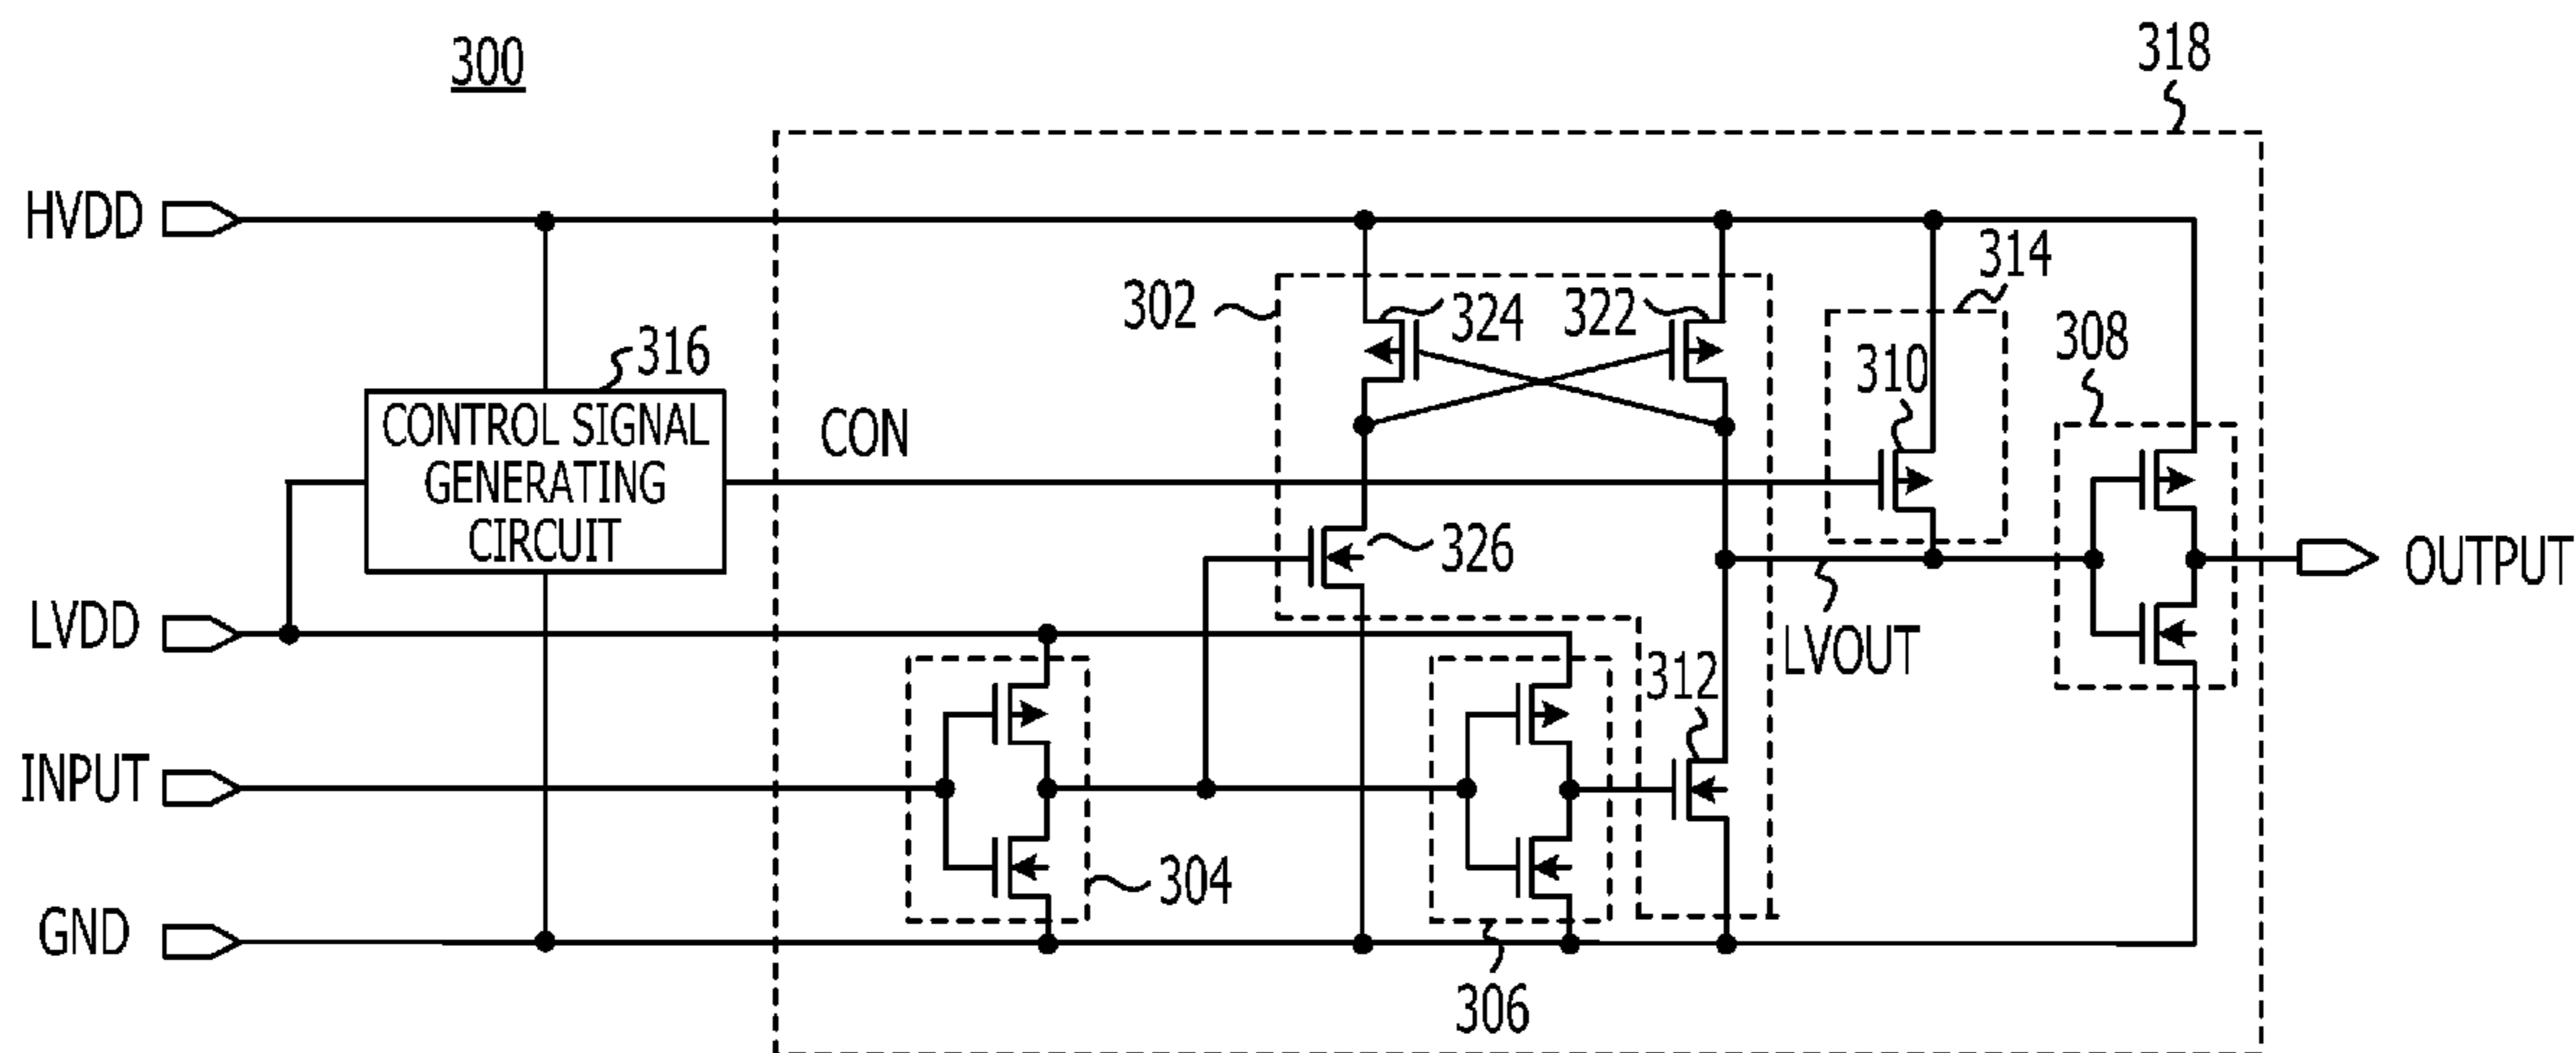 300
318
HVDD
314
302
324
322
308
316
310
CONTROL SIGNAL
GENERATING
CIRCUIT
CON
326
OUTPUT
LVDD
LVOUT
312
INPUT
304
GND
306